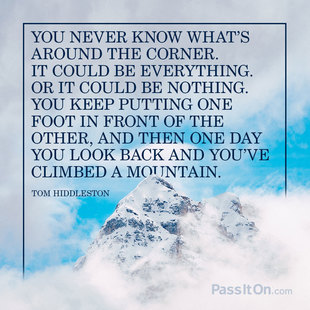 YOU NEVER KNOW WHAT'S
AROUND THE CORNER.
IT COULD BE EVERYTHING.
OR IT COULD BE NOTHING.
YOU KEEP PUTTING ONE
FOOT IN FRONT OF THE
OTHER, AND THEN ONE DAY
YOU LOOK BACK AND YOU'VE
CLIMBED A MOUNTAIN.
TOM HIDDLESTON
PassItOn.com